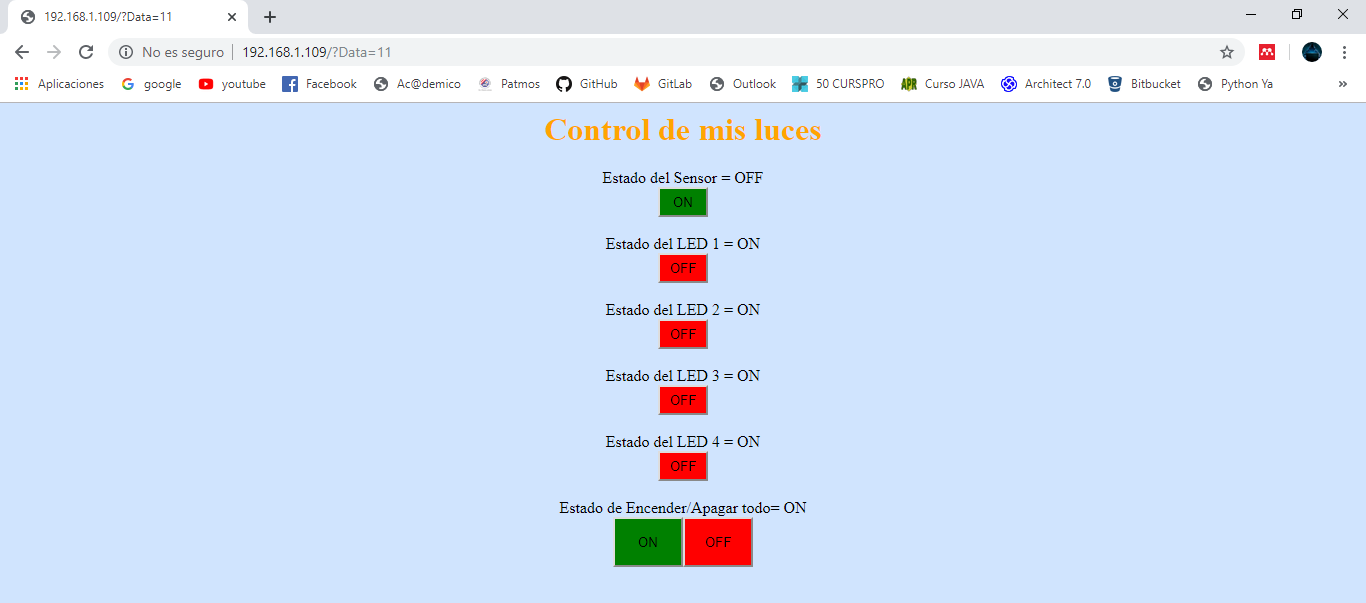 192.168.1.109/?Data=11
No es seguro | 192.168.1.109/?Data=11
Aplicaciones google youtube Facebook Ac@demico Patmos GitHub GitLab Outlook 50 CURSPRO Curso JAVA Architect 7.0 Bitbucket Python Ya »
Control de mis luces
Estado del Sensor = OFF
ON
Estado del LED 1 = ON
OFF
Estado del LED 2 = ON
OFF
Estado del LED 3 = ON
OFF
Estado del LED 4 = ON
OFF
Estado de Encender/Apagar todo= ON
ON OFF